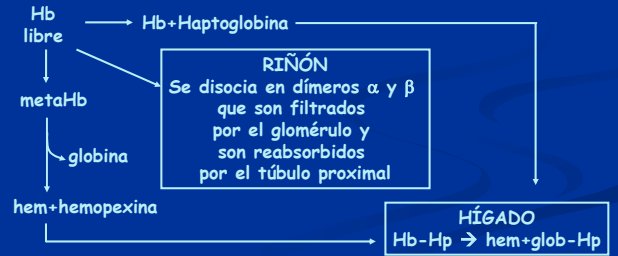 Hb
libre
Hb+Haptoglobina
RIÑÓN
Se disocia en dímeros α y β
que son filtrados
por el glomérulo y
son reabsorbidos
por el túbulo proximal
metaHb
globina
hem+hemopexina
HÍGADO
Hb-Hp → hem+glob-Hp